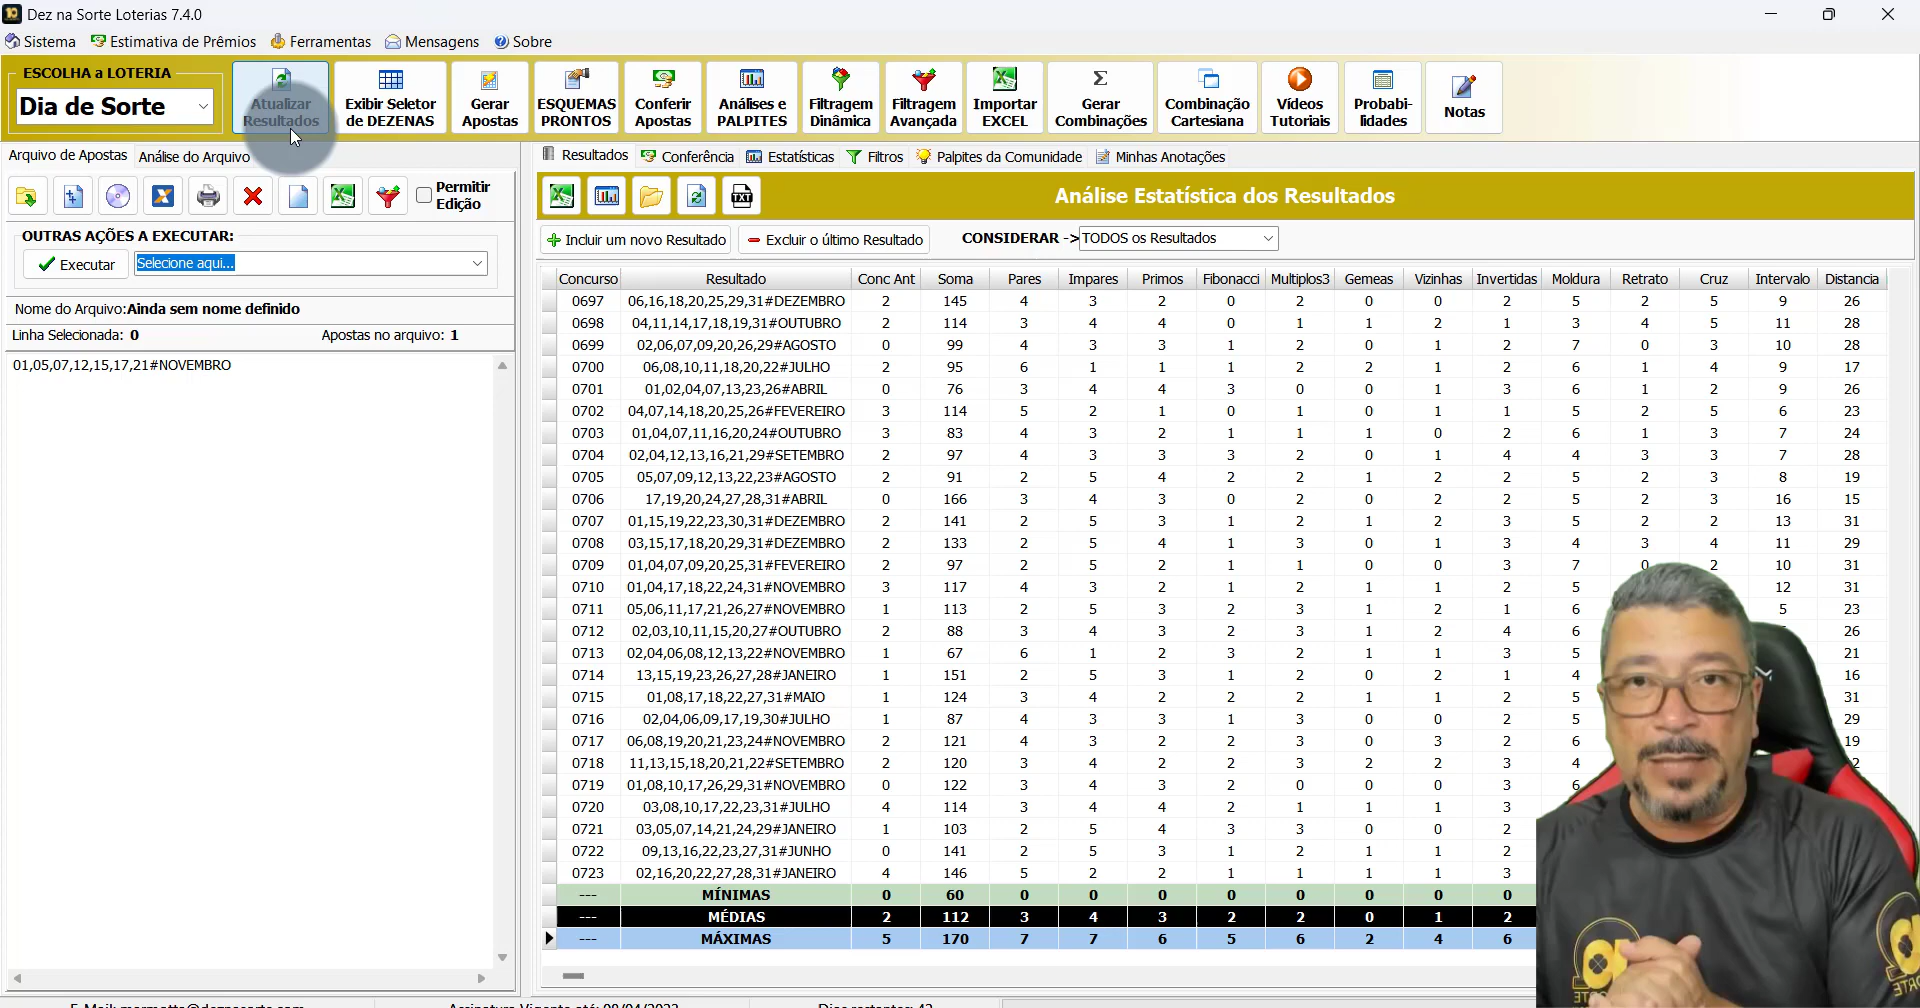 Dez na Sorte Loterias 7.4.0
Sistema Estimativa de Prêmios Ferramentas Mensagens Sobre
ESCOLHA a LOTERIA
Dia de Sorte
Atualizar Resultados
Exibir Seletor de DEZENAS
Gerar Apostas
ESQUEMAS PRONTOS
Conferir Apostas
Análises e PALPITES
Filtragem Dinâmica
Filtragem Avançada
Importar EXCEL
Gerar Combinações
Combinação Cartesiana
Vídeos Tutoriais
Probabi-lidades
Notas
Arquivo de Apostas Análise do Arquivo
Permitir Edição
OUTRAS AÇÕES A EXECUTAR:
Executar Selecione aqui...
Nome do Arquivo:Ainda sem nome definido
Linha Selecionada: 0 Apostas no arquivo: 1
01,05,07,12,15,17,21#NOVEMBRO
Resultados Conferência Estatísticas Filtros Palpites da Comunidade Minhas Anotações
TXT
Análise Estatística dos Resultados
Incluir um novo Resultado Excluir o último Resultado CONSIDERAR -> TODOS os Resultados
Concurso Resultado Conc Ant Soma Pares Impares Primos Fibonacci Multiplos3 Gemeas Vizinhas Invertidas Moldura Retrato Cruz Intervalo Distancia
0697 06,16,18,20,25,29,31#DEZEMBRO 2 145 4 3 2 0 2 0 0 2 5 2 5 9 26
0698 04,11,14,17,18,19,31#OUTUBRO 2 114 3 4 4 0 1 1 2 1 3 4 5 11 28
0699 02,06,07,09,20,26,29#AGOSTO 0 99 4 3 3 1 2 0 1 2 7 0 3 10 28
0700 06,08,10,11,18,20,22#JULHO 2 95 6 1 1 1 2 2 1 2 6 1 4 9 17
0701 01,02,04,07,13,23,26#ABRIL 0 76 3 4 4 3 0 0 1 3 6 1 2 9 26
0702 04,07,14,18,20,25,26#FEVEREIRO 3 114 5 2 1 0 1 0 1 1 5 2 5 6 23
0703 01,04,07,11,16,20,24#OUTUBRO 3 83 4 3 2 1 1 1 0 2 6 1 3 7 24
0704 02,04,12,13,16,21,29#SETEMBRO 2 97 4 3 3 3 2 0 1 4 4 3 3 7 28
0705 05,07,09,12,13,22,23#AGOSTO 2 91 2 5 4 2 2 1 2 2 5 2 3 8 19
0706 17,19,20,24,27,28,31#ABRIL 0 166 3 4 3 0 2 0 2 2 5 2 3 16 15
0707 01,15,19,22,23,30,31#DEZEMBRO 2 141 2 5 3 1 2 1 2 3 5 2 2 13 31
0708 03,15,17,18,20,29,31#DEZEMBRO 2 133 2 5 4 1 3 0 1 3 4 3 4 11 29
0709 01,04,07,09,20,25,31#FEVEREIRO 2 97 2 5 2 1 1 0 0 3 7 0 2 10 31
0710 01,04,17,18,22,24,31#NOVEMBRO 3 117 4 3 2 1 2 1 1 2 5 12 31
0711 05,06,11,17,21,26,27#NOVEMBRO 1 113 2 5 3 2 3 1 2 1 6 5 23
0712 02,03,10,11,15,20,27#OUTUBRO 2 88 3 4 3 2 3 1 2 4 6 26
0713 02,04,06,08,12,13,22#NOVEMBRO 1 67 6 1 2 3 2 1 1 3 5 21
0714 13,15,19,23,26,27,28#JANEIRO 1 151 2 5 3 1 2 0 2 1 4 16
0715 01,08,17,18,22,27,31#MAIO 1 124 3 4 2 2 2 1 1 2 5 31
0716 02,04,06,09,17,19,30#JULHO 1 87 4 3 3 1 3 0 0 2 5 29
0717 06,08,19,20,21,23,24#NOVEMBRO 2 121 4 3 2 2 3 0 3 2 6 19
0718 11,13,15,18,20,21,22#SETEMBRO 2 120 3 4 2 2 3 2 2 3 4 2
0719 01,08,10,17,26,29,31#NOVEMBRO 0 122 3 4 3 2 0 0 0 3 6
0720 03,08,10,17,22,23,31#JULHO 4 114 3 4 4 2 1 1 1 3
0721 03,05,07,14,21,24,29#JANEIRO 1 103 2 5 4 3 3 0 0 2
0722 09,13,16,22,23,27,31#JUNHO 0 141 2 5 3 1 2 1 1 2
0723 02,16,20,22,27,28,31#JANEIRO 4 146 5 2 2 1 1 1 1 3
--- MÍNIMAS 0 60 0 0 0 0 0 0 0 0
--- MÉDIAS 2 112 3 4 3 2 2 0 1 2
--- MÁXIMAS 5 170 7 7 6 5 6 2 4 6